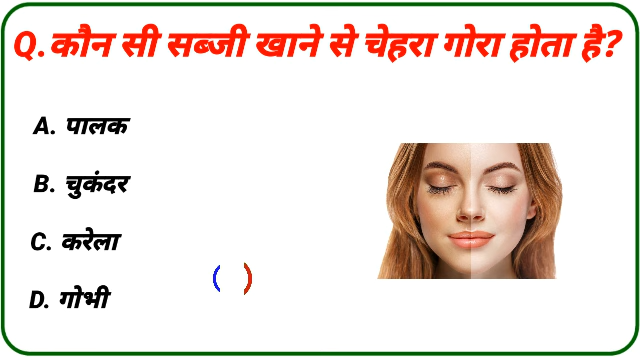 Q. कौन सी सब्जी खाने से चेहरा गोरा होता है?
A. पालक
B. चुकंदर
C. करेला
D. गोभी
( )